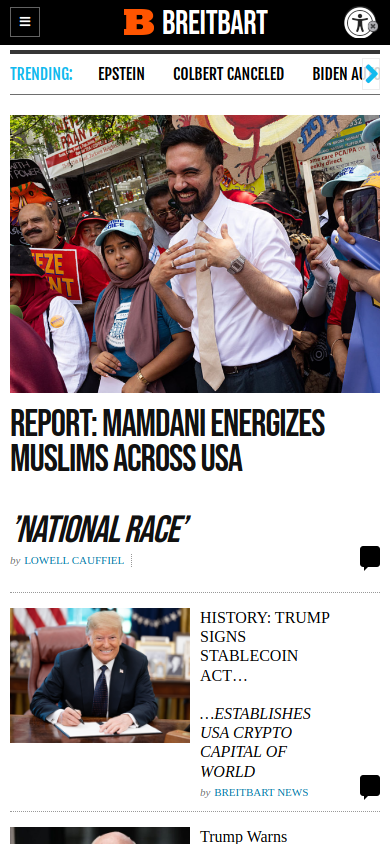 BREITBART
TRENDING: EPSTEIN COLBERT CANCELED BIDEN AU
REPORT: MAMDANI ENERGIZES
MUSLIMS ACROSS USA
'NATIONAL RACE'
by LOWELL CAUFFIEL
HISTORY: TRUMP
SIGNS
STABLECOIN
ACT…
…ESTABLISHES
USA CRYPTO
CAPITAL OF
WORLD
by BREITBART NEWS
Trump Warns